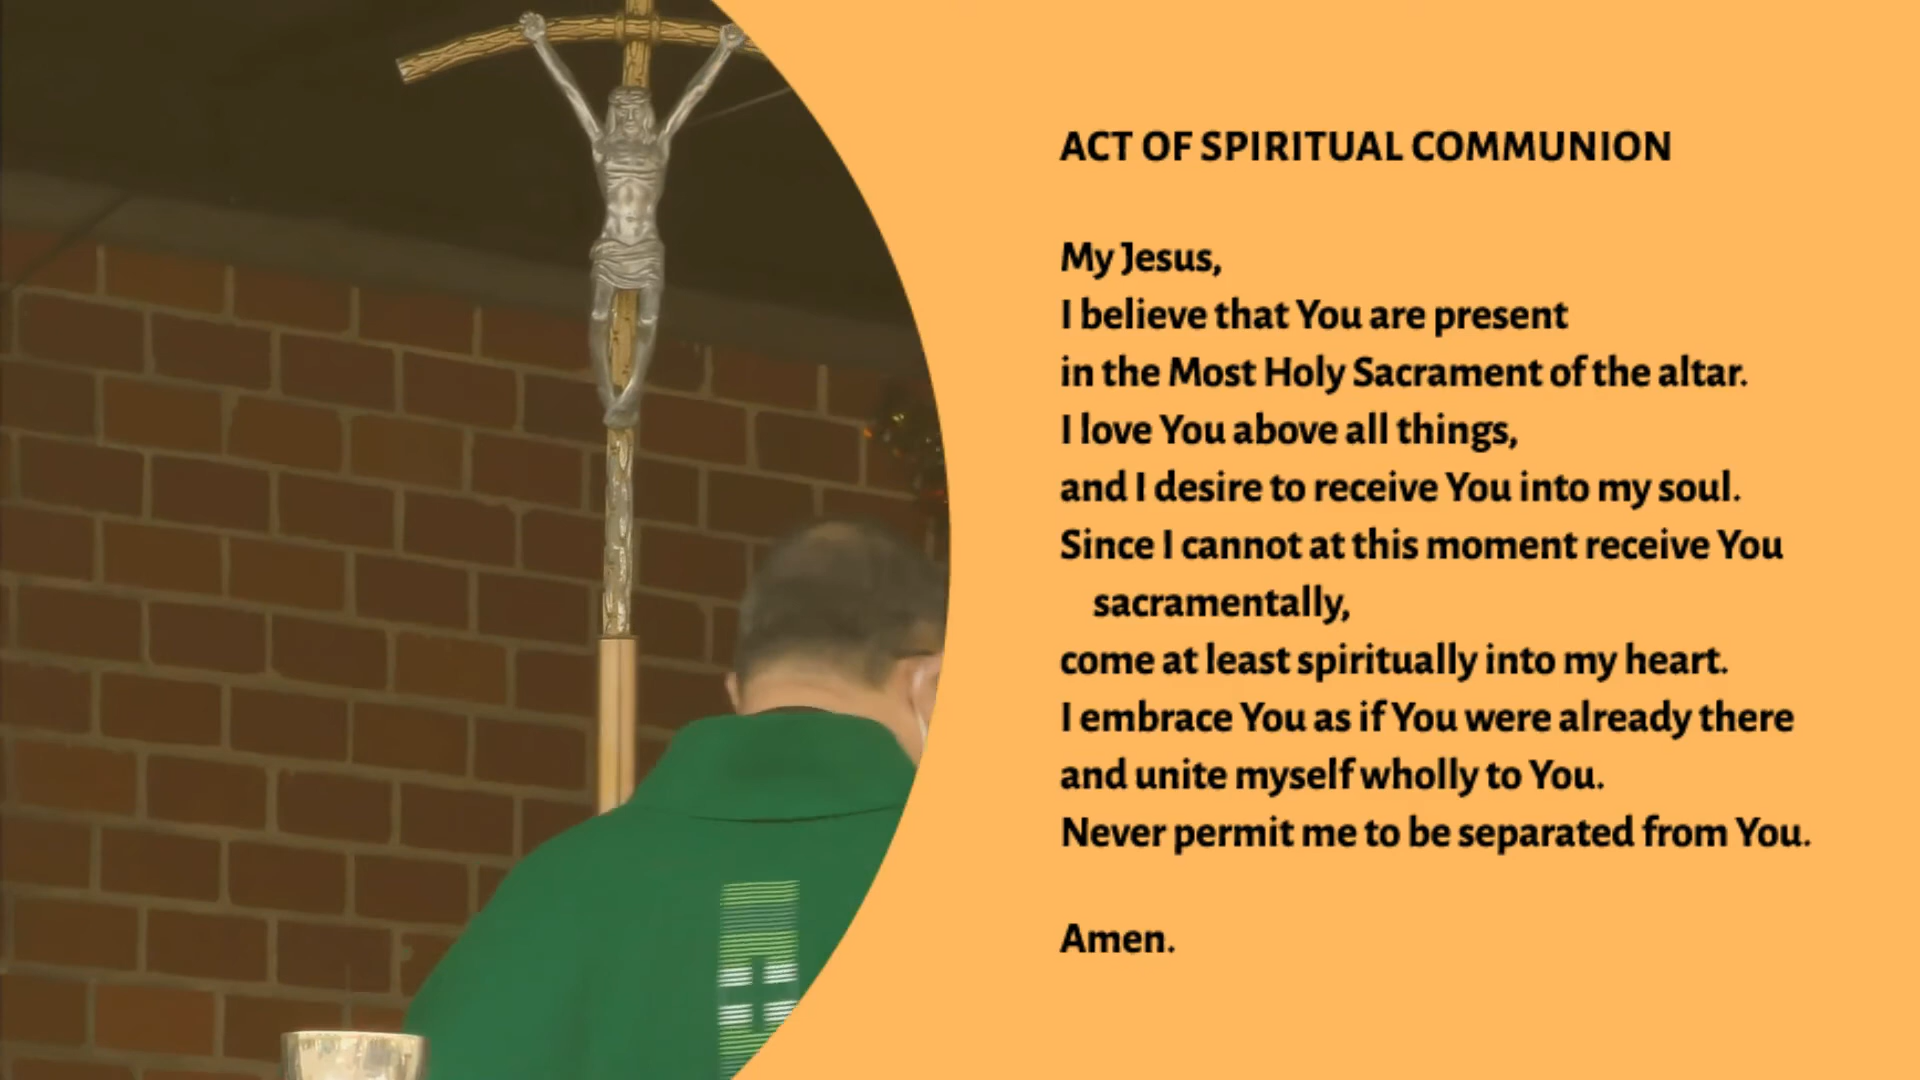 ACT OF SPIRITUAL COMMUNION
My Jesus,
I believe that You are present
in the Most Holy Sacrament of the altar.
I love You above all things,
and I desire to receive You into my soul.
Since I cannot at this moment receive You
sacramentally,
come at least spiritually into my heart.
I embrace You as if You were already there
and unite myself wholly to You.
Never permit me to be separated from You.
Amen.